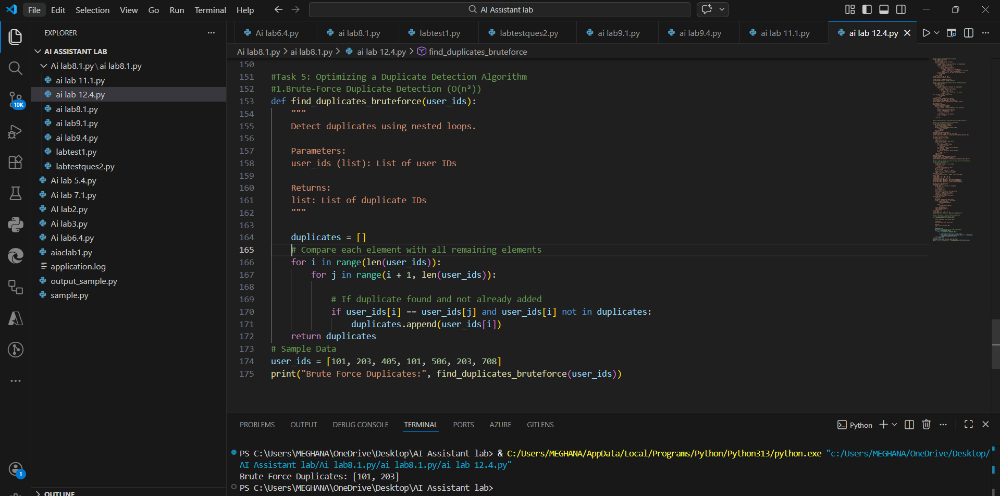 File Edit Selection View Go Run Terminal Help
AI Assistant lab
EXPLORER
AI ASSISTANT LAB
Ai lab8.1.py\ai lab8.1.py
ai lab 11.1.py
ai lab 12.4.py
ai lab8.1.py
ai lab9.1.py
ai lab9.4.py
labtest1.py
labtestques2.py
Ai lab 5.4.py
Ai lab 7.1.py
AI lab2.py
Ai lab3.py
Ai lab6.4.py
aiaclab1.py
application.log
output_sample.py
sample.py
OUTLINE
10K
1
Ai lab6.4.py ai lab8.1.py labtest1.py labtestques2.py ai lab9.1.py ai lab9.4.py ai lab 11.1.py ai lab 12.4.py
Ai lab8.1.py > ai lab8.1.py > ai lab 12.4.py > find_duplicates_bruteforce
150
151 #Task 5: Optimizing a Duplicate Detection Algorithm
152 #1.Brute-Force Duplicate Detection (O(n²))
153 def find_duplicates_bruteforce(user_ids):
154 """
155 Detect duplicates using nested loops.
156
157 Parameters:
158 user_ids (list): List of user IDs
159
160 Returns:
161 list: List of duplicate IDs
162 """
163
164 duplicates = []
165 # Compare each element with all remaining elements
166 for i in range(len(user_ids)):
167 for j in range(i + 1, len(user_ids)):
168
169 # If duplicate found and not already added
170 if user_ids[i] == user_ids[j] and user_ids[i] not in duplicates:
171 duplicates.append(user_ids[i])
172 return duplicates
173 # Sample Data
174 user_ids = [101, 203, 405, 101, 506, 203, 708]
175 print("Brute Force Duplicates:", find_duplicates_bruteforce(user_ids))
PROBLEMS OUTPUT DEBUG CONSOLE TERMINAL PORTS AZURE GITLENS
Python
PS C:\Users\MEGHANA\OneDrive\Desktop\AI Assistant lab> & C:/Users/MEGHANA/AppData/Local/Programs/Python/Python313/python.exe "c:/Users/MEGHANA/OneDrive/Desktop/
AI Assistant lab/Ai lab8.1.py/ai lab8.1.py/ai lab 12.4.py"
Brute Force Duplicates: [101, 203]
PS C:\Users\MEGHANA\OneDrive\Desktop\AI Assistant lab>